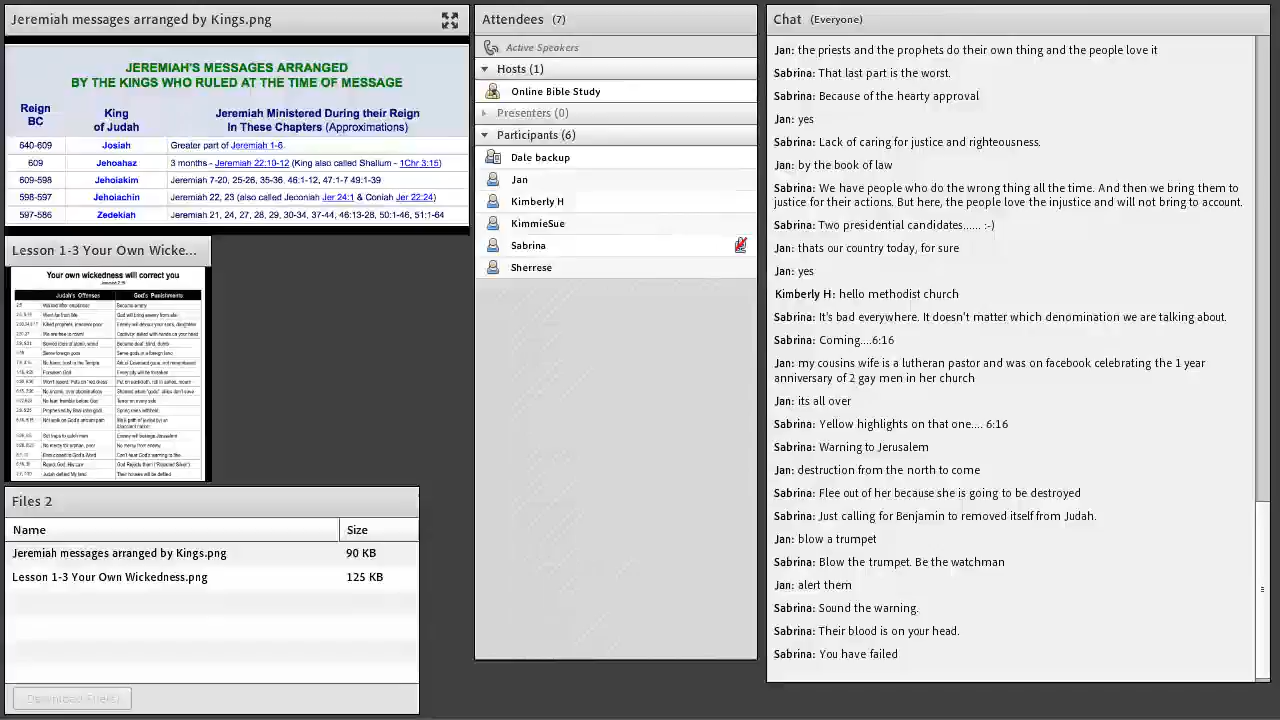 Jeremiah messages arranged by Kings.png
JEREMIAH'S MESSAGES ARRANGED
BY THE KINGS WHO RULED AT THE TIME OF MESSAGE
Reign BC King of Judah Jeremiah Ministered During their Reign In These Chapters (Approximations)
640-609 Josiah Greater part of Jeremiah 1-6
609 Jehoahaz 3 months - Jeremiah 22:10-12 (King also called Shallum - 1Chr 3:15)
609-598 Jehoiakim Jeremiah 7-20, 25-26, 35-36, 46:1-12, 47:1-7 49:1-39
598-597 Jehoiachin Jeremiah 22, 23 (also called Jeconiah Jer 24:1 & Coniah Jer 22:24)
597-586 Zedekiah Jeremiah 21, 24, 27, 28, 29, 30-34, 37-44, 46:13-28, 50:1-46, 51:1-64
Lesson 1-3 Your Own Wicke...
Your own wickedness will correct you
Judah's Offenses God's Punishments
Files 2
Name Size
Jeremiah messages arranged by Kings.png 90 KB
Lesson 1-3 Your Own Wickedness.png 125 KB
Download File(s)
Attendees (7)
Active Speakers
Hosts (1)
Online Bible Study
Presenters (0)
Participants (6)
Dale backup
Jan
Kimberly H
KimmieSue
Sabrina
Sherrese
Chat (Everyone)
Jan: the priests and the prophets do their own thing and the people love it
Sabrina: That last part is the worst.
Sabrina: Because of the hearty approval
Jan: yes
Sabrina: Lack of caring for justice and righteousness.
Jan: by the book of law
Sabrina: We have people who do the wrong thing all the time. And then we bring them to
justice for their actions. But here, the people love the injustice and will not bring to account.
Sabrina: Two presidential candidates...... :-)
Jan: thats our country today, for sure
Jan: yes
Kimberly H: hello methodist church
Sabrina: It's bad everywhere. It doesn't matter which denomination we are talking about.
Sabrina: Coming....6:16
Jan: my cousins wife is a lutheran pastor and was on facebook celebrating the 1 year
anniversary of 2 gay men in her church
Jan: its all over
Sabrina: Yellow highlights on that one.... 6:16
Sabrina: Warning to Jerusalem
Jan: destruction from the north to come
Sabrina: Flee out of her because she is going to be destroyed
Sabrina: Just calling for Benjamin to removed itself from Judah.
Jan: blow a trumpet
Sabrina: Blow the trumpet. Be the watchman
Jan: alert them
Sabrina: Sound the warning.
Sabrina: Their blood is on your head.
Sabrina: You have failed